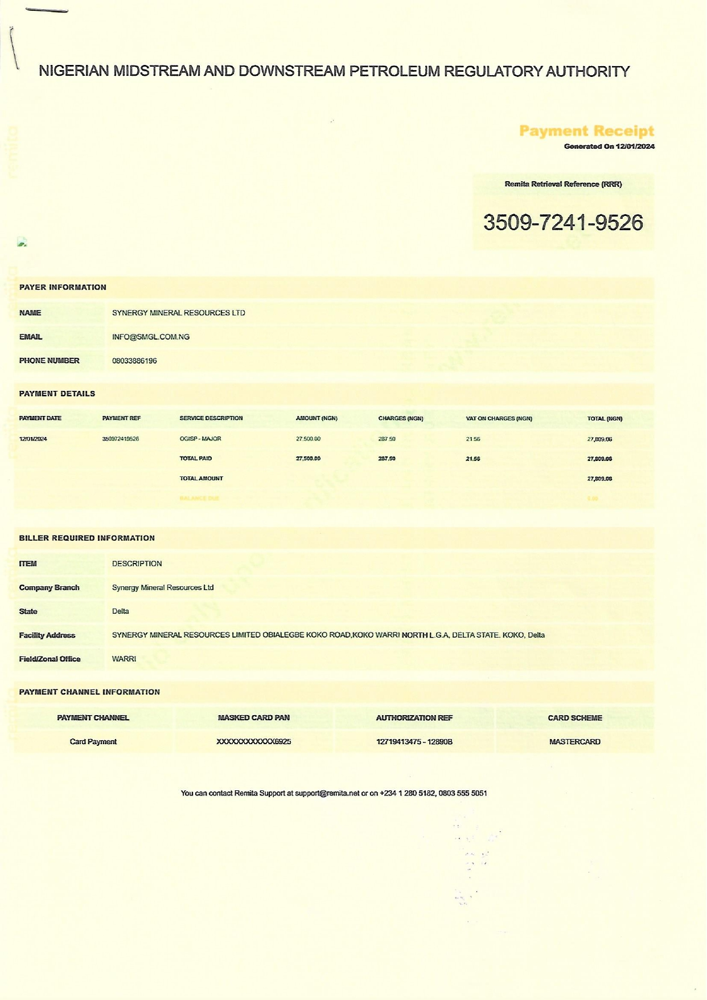 NIGERIAN MIDSTREAM AND DOWNSTREAM PETROLEUM REGULATORY AUTHORITY
Payment Receipt
Generated On 12/01/2024
Remita Retrieval Reference (RRR)
3509-7241-9526
remita
PAYER INFORMATION
NAME SYNERGY MINERAL RESOURCES LTD
EMAIL INFO@SMGL.COM.NG
PHONE NUMBER 08033886196
PAYMENT DETAILS
PAYMENT DATE PAYMENT REF SERVICE DESCRIPTION AMOUNT (NGN) CHARGES (NGN) VAT ON CHARGES (NGN) TOTAL (NGN)
12/01/2024 350972419526 OGISP - MAJOR 27,500.00 287.50 21.56 27,809.06
TOTAL PAID 27,500.00 287.50 21.56 27,809.06
TOTAL AMOUNT 27,809.06
BALANCE DUE
BILLER REQUIRED INFORMATION
ITEM DESCRIPTION
Company Branch Synergy Mineral Resources Ltd
State Delta
Facility Address SYNERGY MINERAL RESOURCES LIMITED OBIALEGBE KOKO ROAD,KOKO WARRI NORTH L.G.A, DELTA STATE. KOKO, Delta
Field/Zonal Office WARRI
PAYMENT CHANNEL INFORMATION
PAYMENT CHANNEL MASKED CARD PAN AUTHORIZATION REF CARD SCHEME
Card Payment XXXXXXXXXXXX6925 12719413475 - 12890B MASTERCARD
You can contact Remita Support at support@remita.net or on +234 1 280 5182, 0803 555 5051